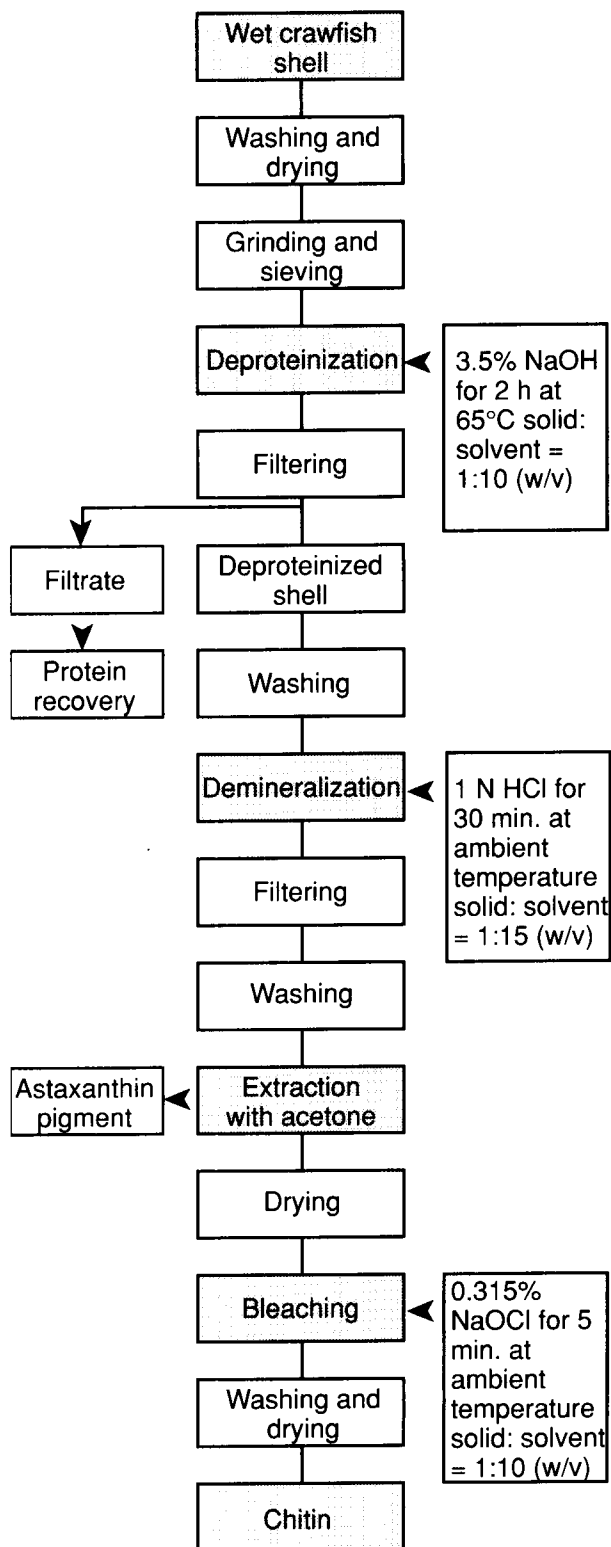 Wet crawfish
shell
Washing and
drying
Grinding and
sieving
Deproteinization
3.5% NaOH
for 2 h at
65°C solid:
solvent =
1:10 (w/v)
Filtering
Filtrate
Deproteinized
shell
Protein
recovery
Washing
Demineralization
1 N HCl for
30 min. at
ambient
temperature
solid: solvent
= 1:15 (w/v)
Filtering
Washing
Astaxanthin
pigment
Extraction
with acetone
Drying
Bleaching
0.315%
NaOCl for 5
min. at
ambient
temperature
solid: solvent
= 1:10 (w/v)
Washing and
drying
Chitin